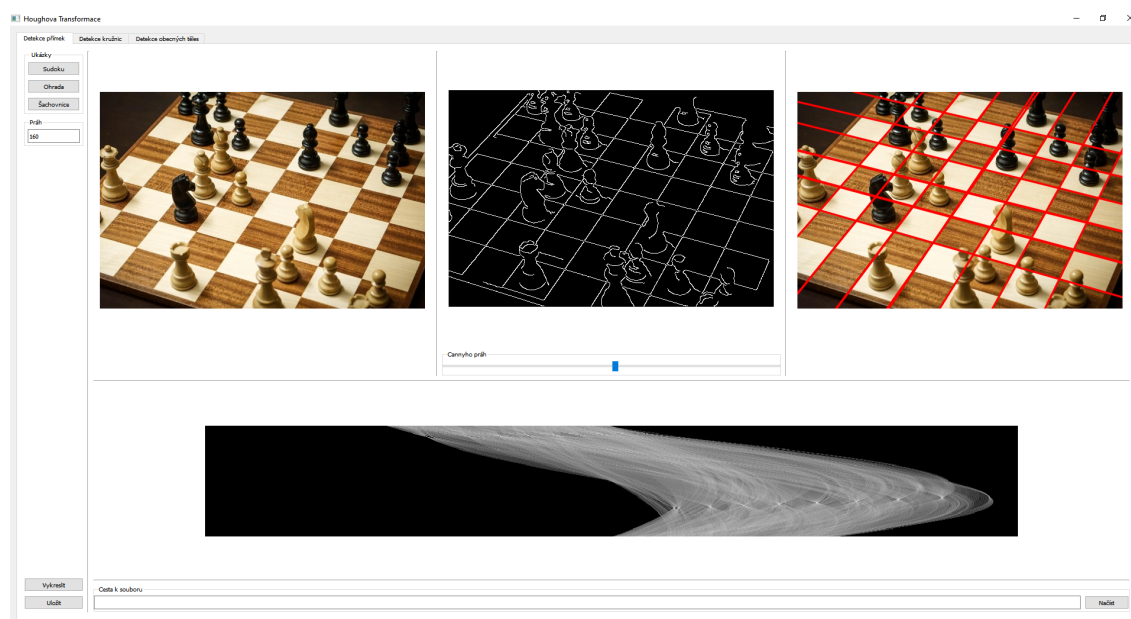 Houghova Transformace
Detekce přímek Detekce kružnic Detekce obecných těles
Ukázky
Sudoku
Ohrada
Šachovnice
Práh
160
Cannyho práh
Vykreslit
Uložit
Cesta k souboru
Načíst